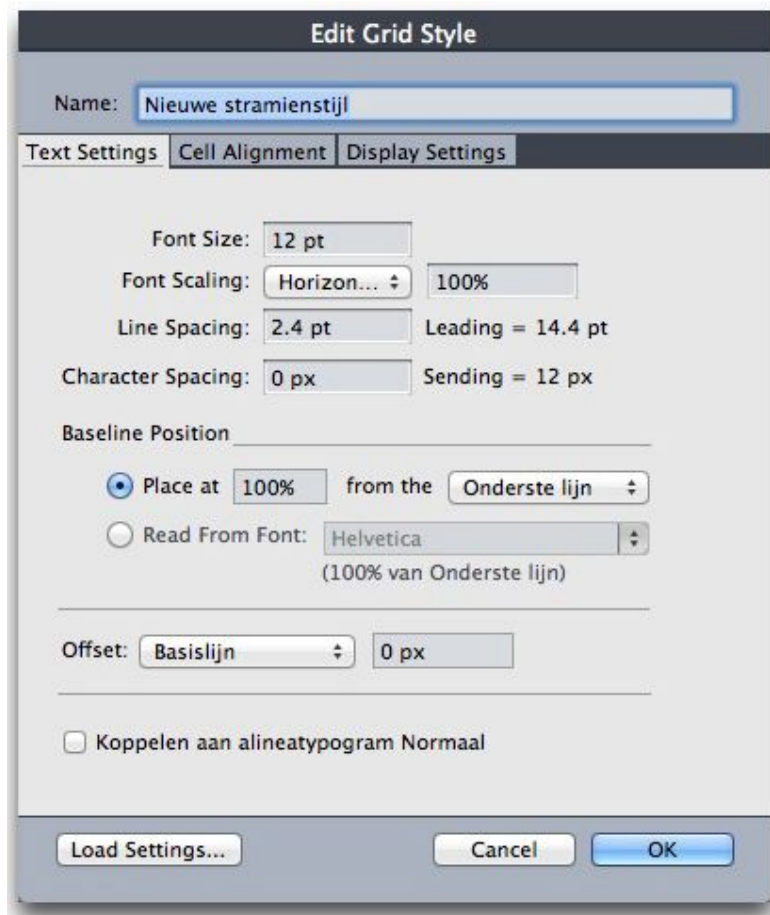 Edit Grid Style
Name: Nieuwe stramienstijl
Text Settings Cell Alignment Display Settings
Font Size: 12 pt
Font Scaling: Horizon... 100%
Line Spacing: 2.4 pt Leading = 14.4 pt
Character Spacing: 0 px Sending = 12 px
Baseline Position
Place at 100% from the Onderste lijn
Read From Font: Helvetica
(100% van Onderste lijn)
Offset: Basislijn 0 px
Koppelen aan alineatypogram Normaal
Load Settings... Cancel OK